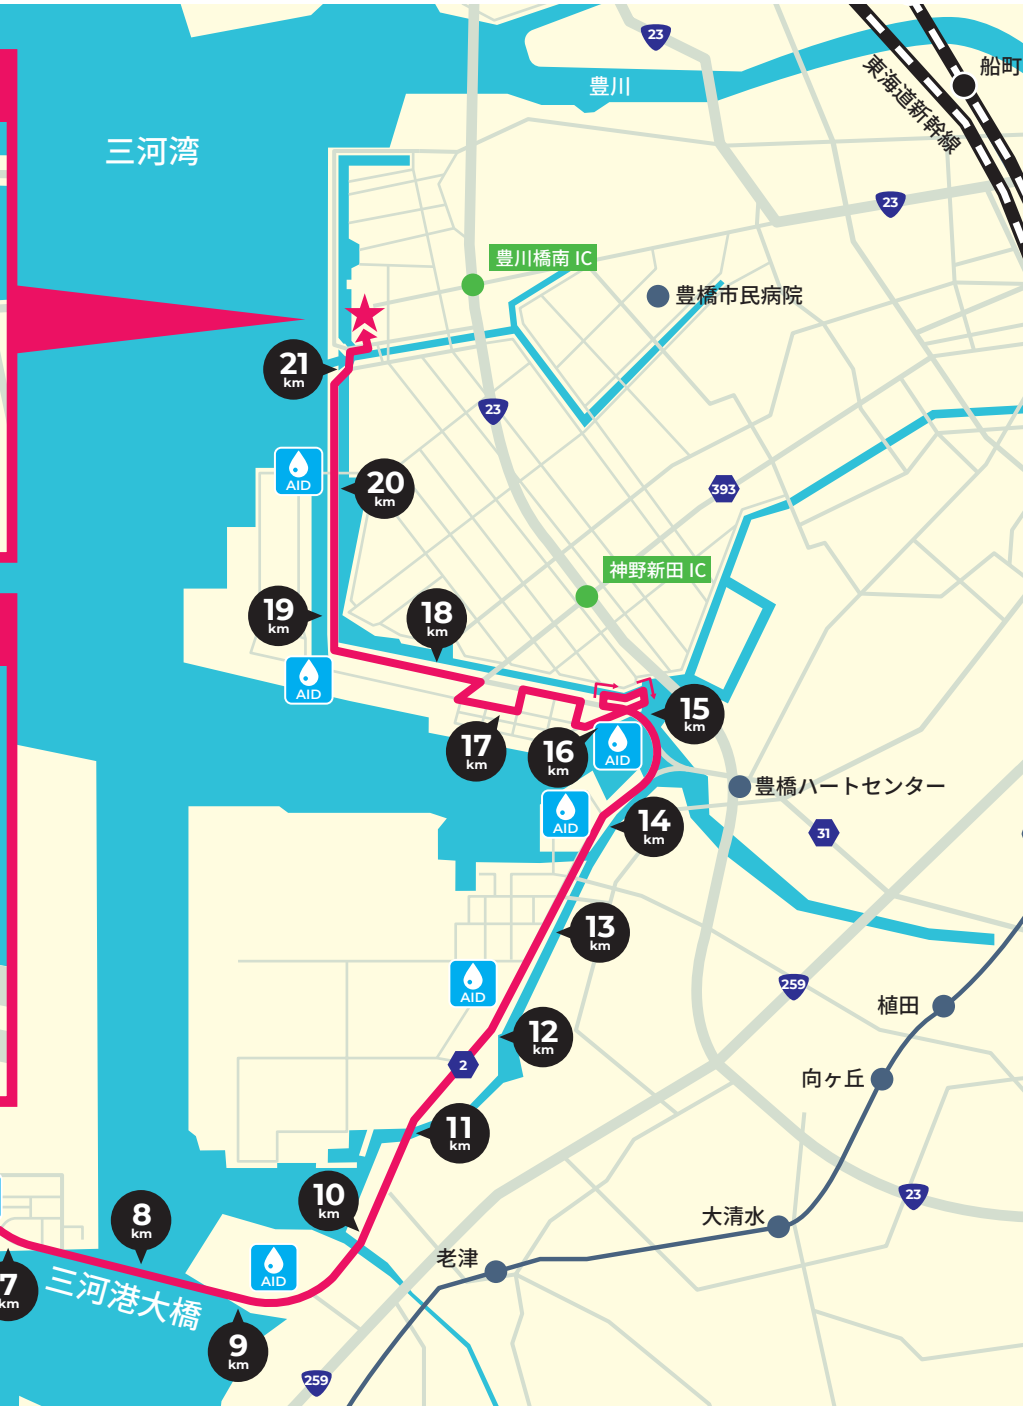 23
船町
豊川
東海道新幹線
三河湾
23
豊川橋南 IC
豊橋市民病院
21
km
23
AID
20
km
393
神野新田 IC
19
km
18
km
AID
15
km
17
km
16
km
AID
豊橋ハートセンター
AID
14
km
31
13
km
AID
259
植田
12
km
2
向ヶ丘
11
km
10
km
23
8
km
大清水
老津
AID
7
km
三河港大橋
9
km
259